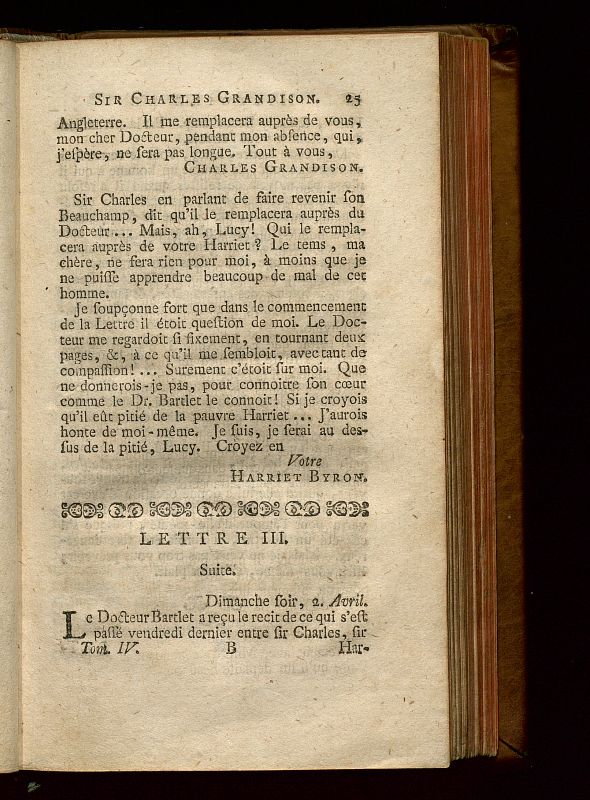 SIR CHARLES GRANDISON. 25
Angleterre. Il me remplacera auprès de vous,
mon cher Docteur, pendant mon abſence, qui,
j'eſpère, ne ſera pas longue. Tout à vous,
CHARLES GRANDISON.
Sir Charles en parlant de faire revenir ſon
Beauchamp, dit qu'il le remplacera auprès du
Docteur... Mais, ah, Lucy! Qui le rempla-
cera auprès de votre Harriet? Le tems, ma
chère, ne fera rien pour moi, à moins que je
ne puiſſe apprendre beaucoup de mal de cet
homme.
Je ſoupçonne fort que dans le commencement
de la Lettre il étoit queſtion de moi. Le Doc-
teur me regardoit ſi fixement, en tournant deux
pages, &, à ce qu'il me ſembloit, avec tant de
compaſſion!... Surement c'étoit ſur moi. Que
ne donnerois-je pas, pour connoitre ſon cœur
comme le Dr. Bartlet le connoit! Si je croyois
qu'il eût pitié de la pauvre Harriet... J'aurois
honte de moi-même. Je ſuis, je ſerai au deſ-
ſus de la pitié, Lucy. Croyez en
Votre
HARRIET BYRON.
LETTRE III.
Suite.
Dimanche ſoir, 2. Avril.
Le Docteur Bartlet a reçu le recit de ce qui s'eſt
paſſé vendredi dernier entre ſir Charles, ſir
Tom. IV. B Har-